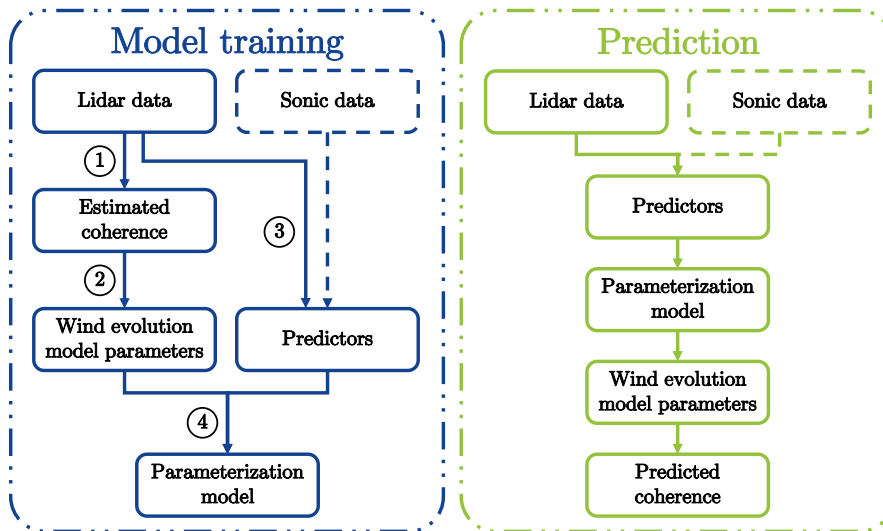 Model training
Lidar data
Sonic data
1
Estimated
coherence
3
2
Wind evolution
model parameters
Predictors
4
Parameterization
model
Prediction
Lidar data
Sonic data
Predictors
Parameterization
model
Wind evolution
model parameters
Predicted
coherence